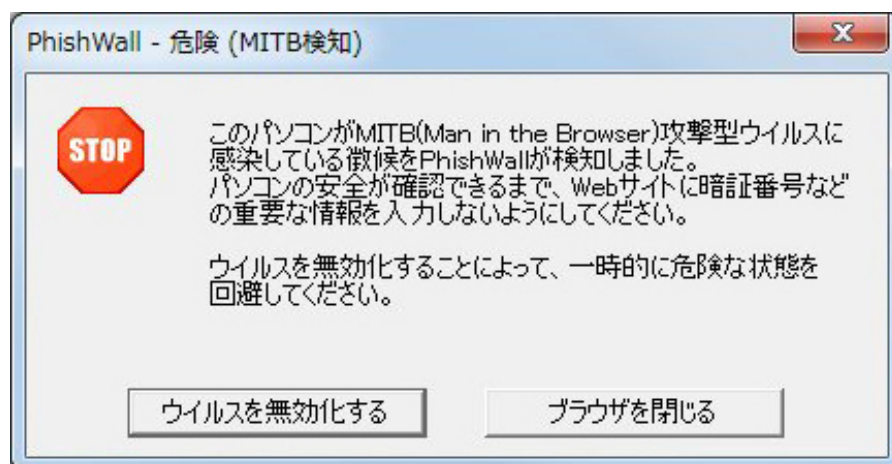 PhishWall - 危険 (MITB検知)
STOP
このパソコンがMITB(Man in the Browser)攻撃型ウイルスに
感染している徴候をPhishWallが検知しました。
パソコンの安全が確認できるまで、Webサイトに暗証番号など
の重要な情報を入力しないようにしてください。
ウイルスを無効化することによって、一時的に危険な状態を
回避してください。
ウイルスを無効化する
ブラウザを閉じる